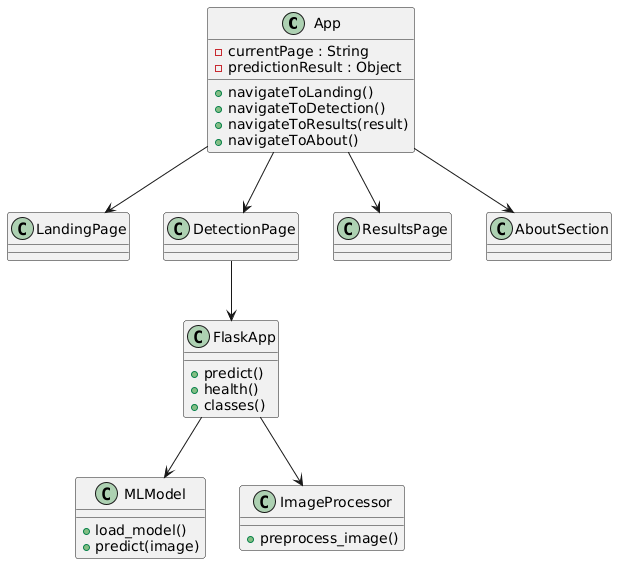 C App
currentPage : String
predictionResult : Object
navigateToLanding()
navigateToDetection()
navigateToResults(result)
navigateToAbout()
C LandingPage
C DetectionPage
C ResultsPage
C AboutSection
C FlaskApp
predict()
health()
classes()
C MLModel
load_model()
predict(image)
C ImageProcessor
preprocess_image()